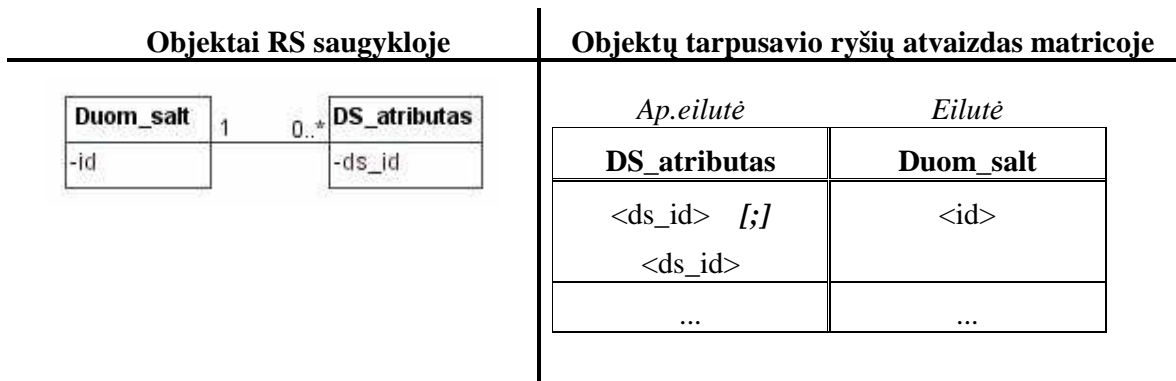 Objektai RS saugykloje
Objektų tarpusavio ryšių atvaizdas matricoje
Duom_salt
1
0..*
DS_atributas
-id
-ds_id
Ap.eilutė
Eilutė
DS_atributas
Duom_salt
<ds_id> [;]
<id>
<ds_id>
...
...